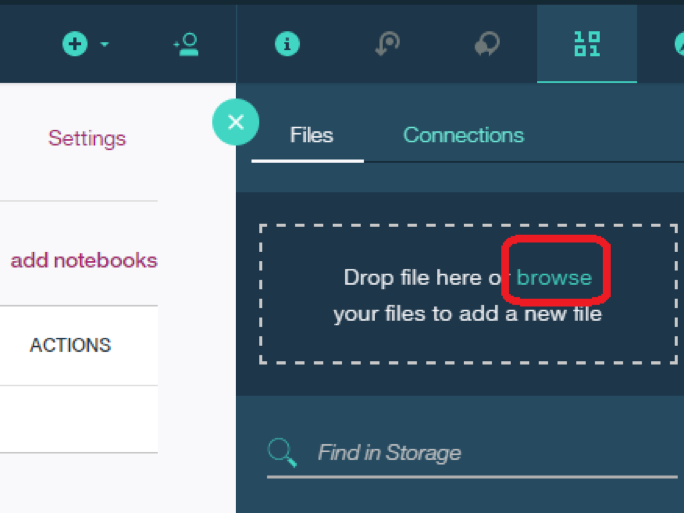 Settings
Files
Connections
add notebooks
Drop file here or browse
your files to add a new file
ACTIONS
Find in Storage